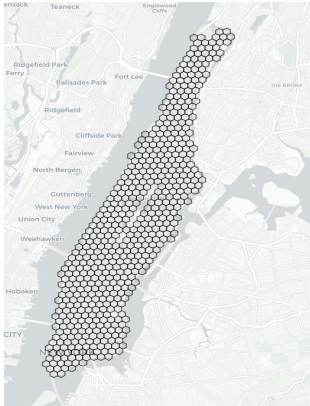 Englewood
Cliffs
ensack
Teaneck
Ridgefield Park
Ferry
Palisades Park
Fort Lee
THE BRONX
Ridgefield
Cliffside Park
Fairview
North Bergen
Guttenberg
West New York
Union City
Weehawken
Hoboken
CITY